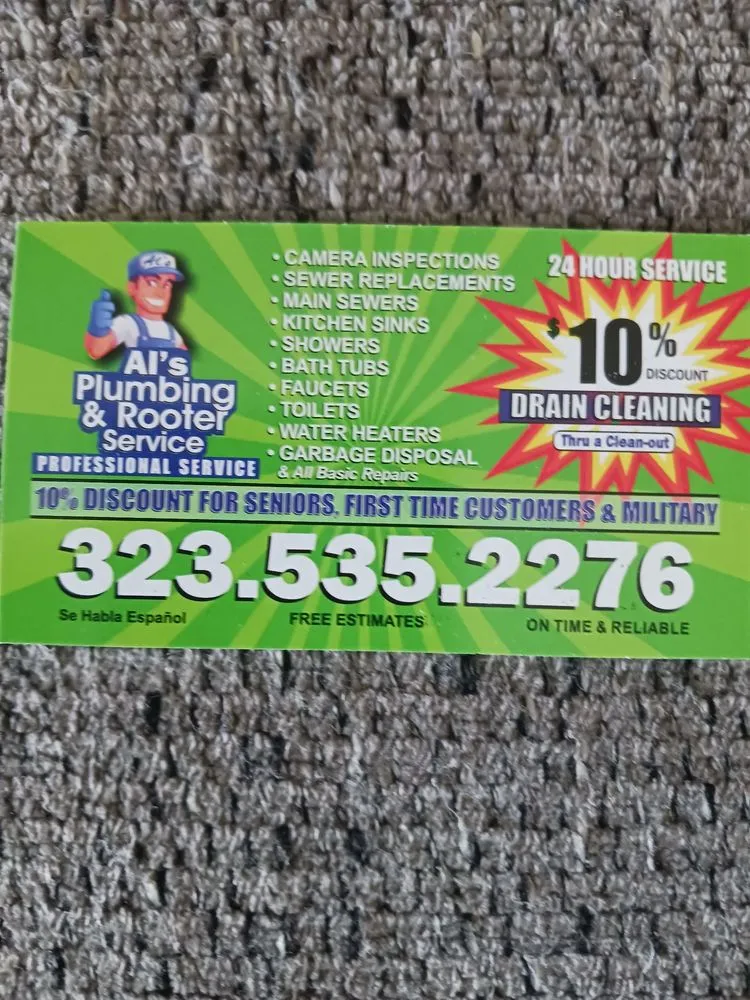 Al's
Al's
Plumbing
& Rooter
Service
PROFESSIONAL SERVICE
• CAMERA INSPECTIONS
• SEWER REPLACEMENTS
• MAIN SEWERS
• KITCHEN SINKS
• SHOWERS
• BATH TUBS
• FAUCETS
• TOILETS
• WATER HEATERS
• GARBAGE DISPOSAL
& All Basic Repairs
24 HOUR SERVICE
$10%
DISCOUNT
DRAIN CLEANING
Thru a Clean-out
10% DISCOUNT FOR SENIORS, FIRST TIME CUSTOMERS & MILITARY
323.535.2276
Se Habla Español
FREE ESTIMATES
ON TIME & RELIABLE